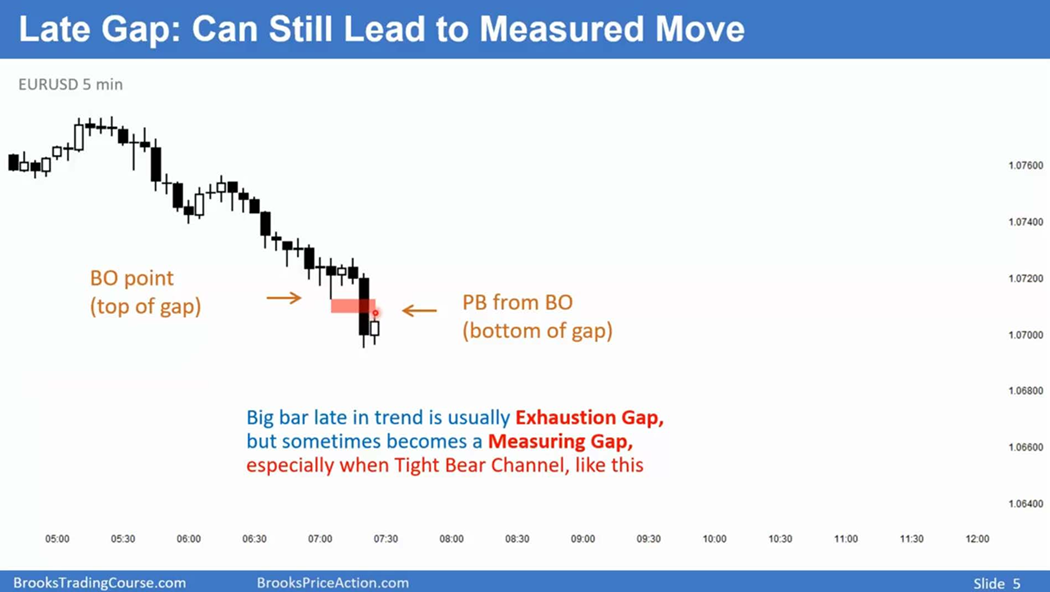 Late Gap: Can Still Lead to Measured Move
EURUSD 5 min
1.07600
1.07400
1.07200
BO point
(top of gap)
PB from BO
(bottom of gap)
1.07000
1.06800
Big bar late in trend is usually Exhaustion Gap,
but sometimes becomes a Measuring Gap,
especially when Tight Bear Channel, like this
1.06600
1.06400
05:00 05:30 06:00 06:30 07:00 07:30 08:00 08:30 09:00 09:30 10:00 10:30 11:00 11:30 12:00
BrooksTradingCourse.com BrooksPriceAction.com Slide 5